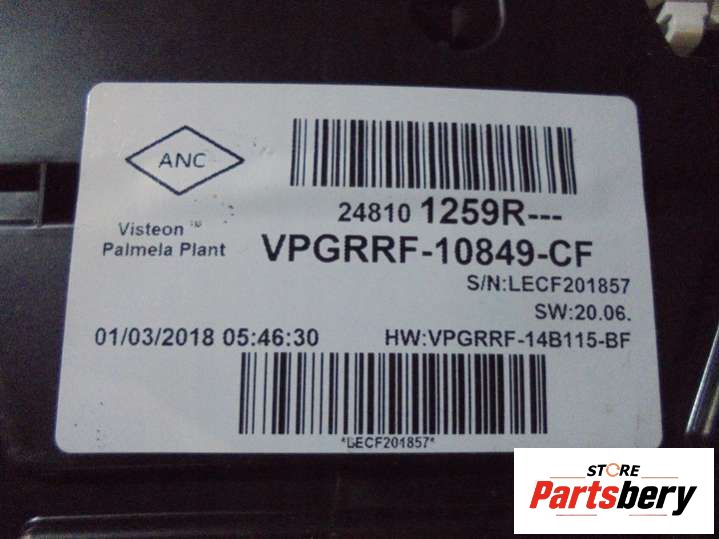 ANC
24810 1259R---
Visteon ™
Palmela Plant
VPGRRF-10849-CF
S/N:LECF201857
SW:20.06.
01/03/2018 05:46:30
HW:VPGRRF-14B115-BF
*LECF201857*
STORE
Partsbery